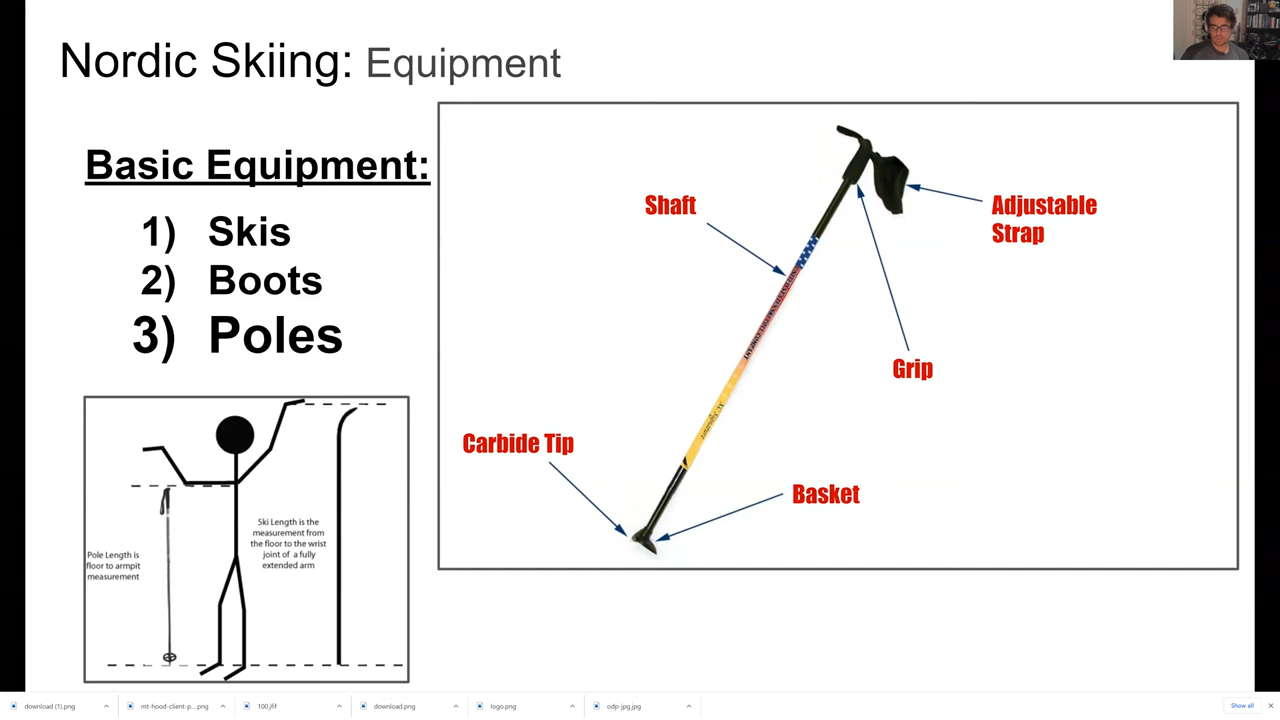 Nordic Skiing: Equipment
Basic Equipment:
1) Skis
2) Boots
3) Poles
Shaft
Adjustable
Strap
Grip
Carbide Tip
Basket
Pole Length is
floor to armpit
measurement
Ski Length is the
measurement from
the floor to the wrist
joint of a fully
extended arm
download (1).png
mt-hood-client-p....png
100.jfif
download.png
logo.png
odp-jpg.jpg
Show all